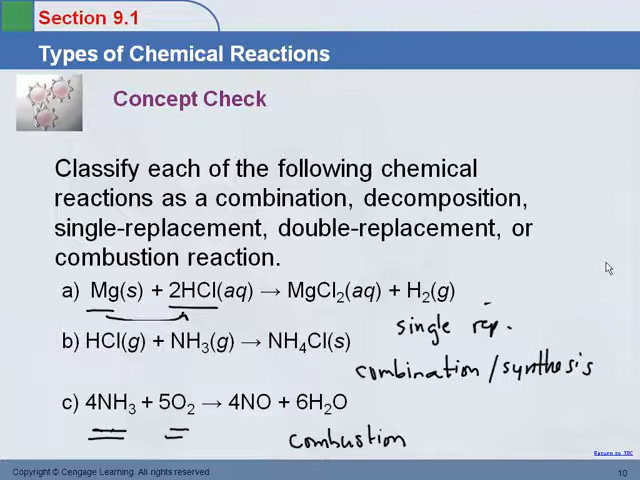 Section 9.1
Types of Chemical Reactions
Concept Check
Classify each of the following chemical
reactions as a combination, decomposition,
single-replacement, double-replacement, or
combustion reaction.
a) Mg(s) + 2HCl(aq) → MgCl₂(aq) + H₂(g)
single rep.
b) HCl(g) + NH₃(g) → NH₄Cl(s)
combination / synthesis
c) 4NH₃ + 5O₂ → 4NO + 6H₂O
combustion
Return to TOC
Copyright © Cengage Learning. All rights reserved
10